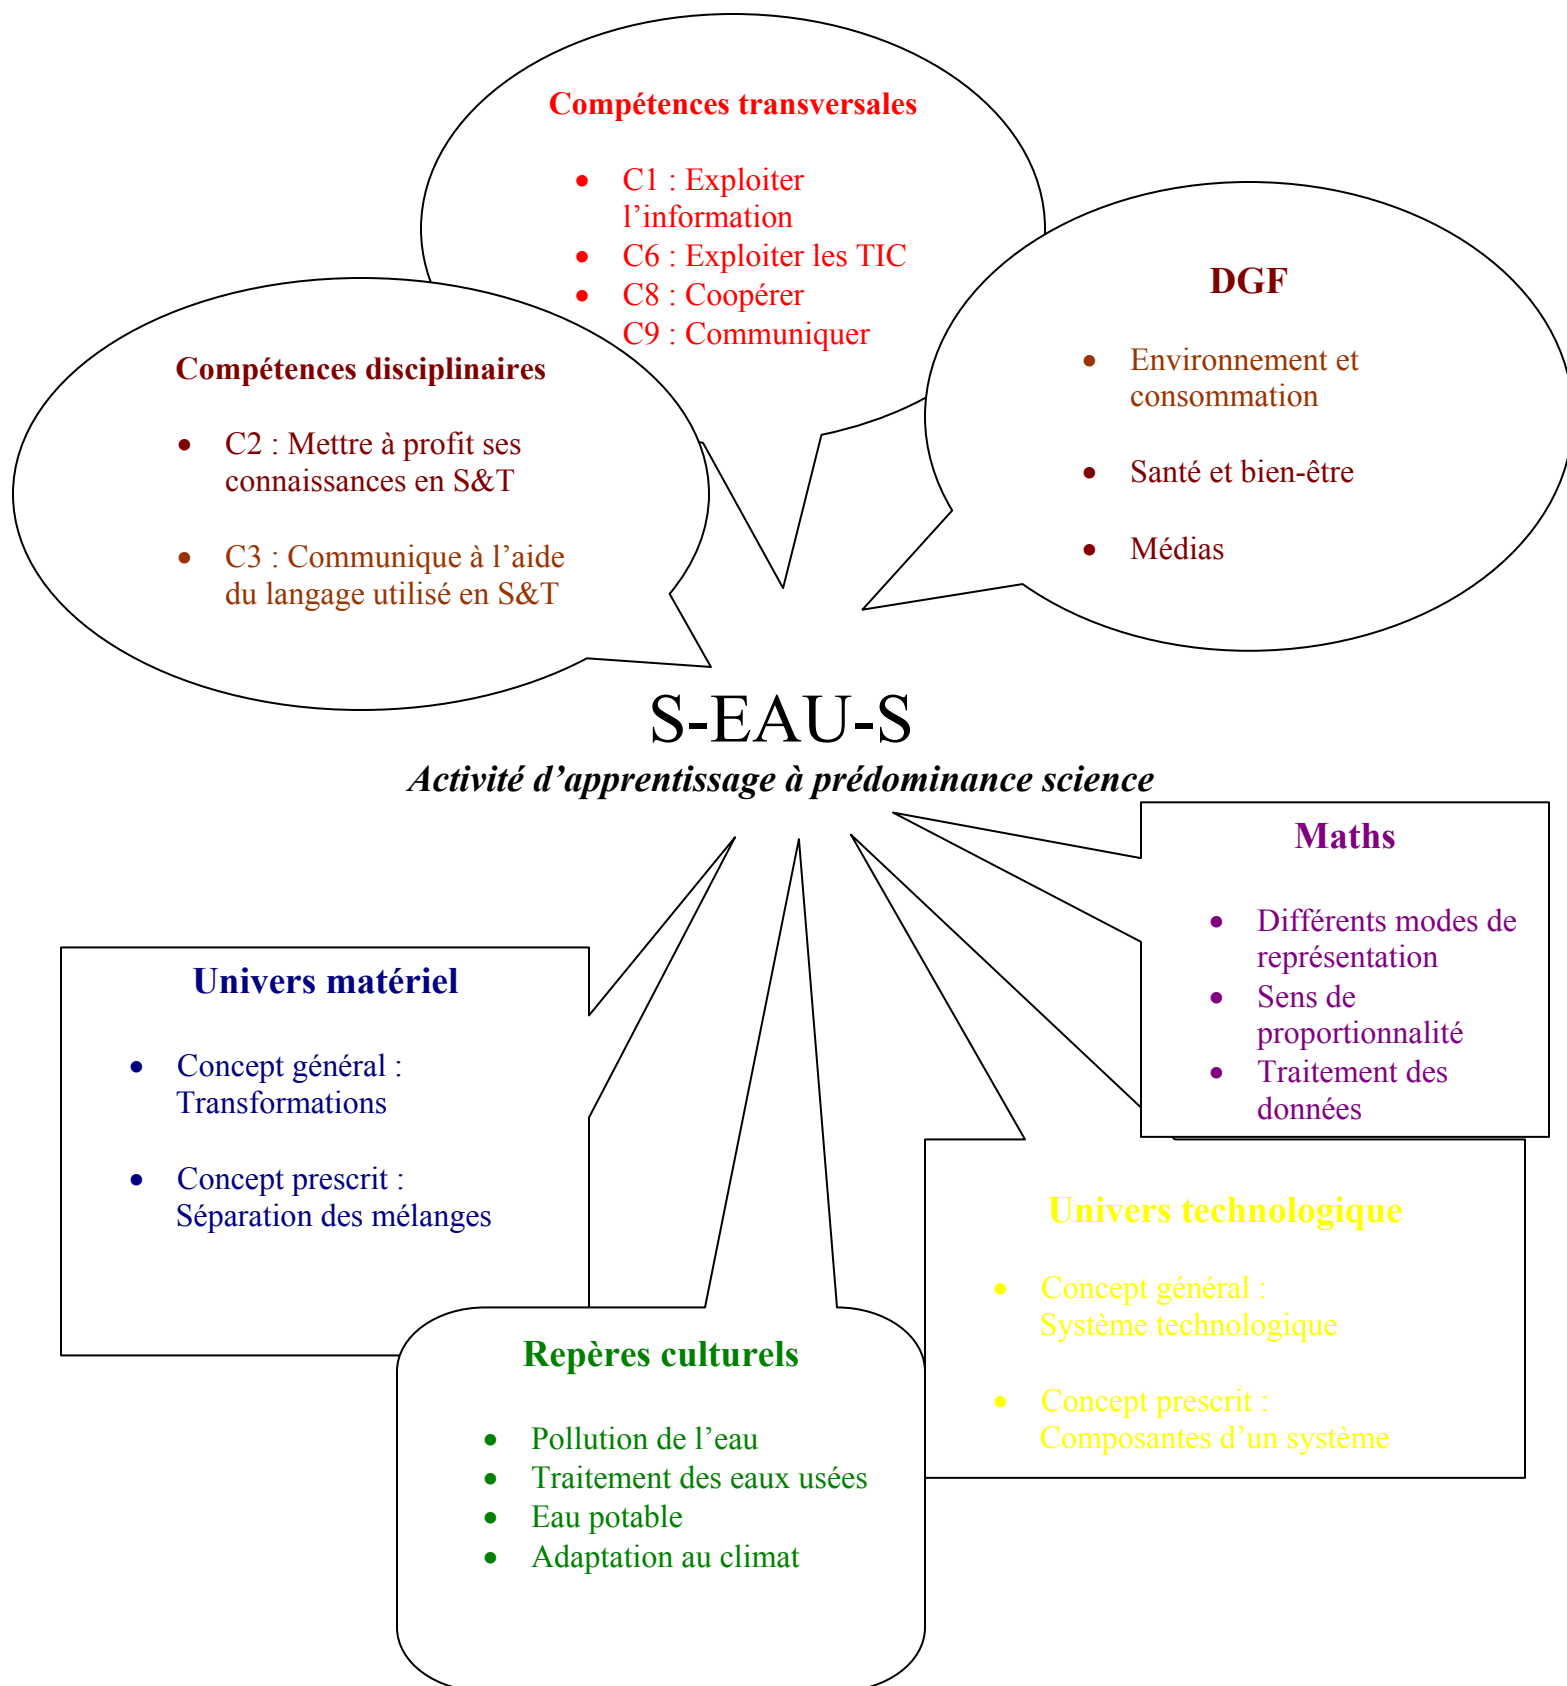 Compétences transversales
• C1 : Exploiter
l’information
• C6 : Exploiter les TIC
• C8 : Coopérer
C9 : Communiquer
DGF
• Environnement et
consommation
• Santé et bien-être
• Médias
Compétences disciplinaires
• C2 : Mettre à profit ses
connaissances en S&T
• C3 : Communique à l’aide
du langage utilisé en S&T
S-EAU-S
Activité d’apprentissage à prédominance science
Maths
• Différents modes de
représentation
• Sens de
proportionnalité
• Traitement des
données
Univers matériel
• Concept général :
Transformations
• Concept prescrit :
Séparation des mélanges
Univers technologique
• Concept général :
Système technologique
• Concept prescrit :
Composantes d’un système
Repères culturels
• Pollution de l’eau
• Traitement des eaux usées
• Eau potable
• Adaptation au climat